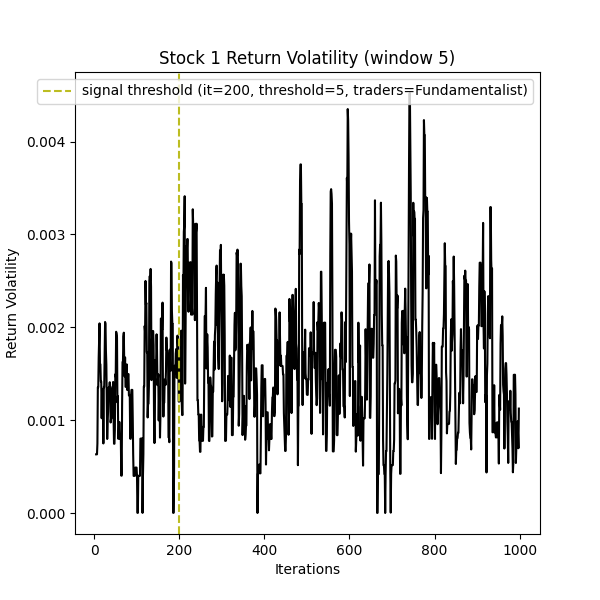 Stock 1 Return Volatility (window 5)
signal threshold (it=200, threshold=5, traders=Fundamentalist)
0.004
0.003
0.002
0.001
0.000
Return Volatility
0
200
400
600
800
1000
Iterations